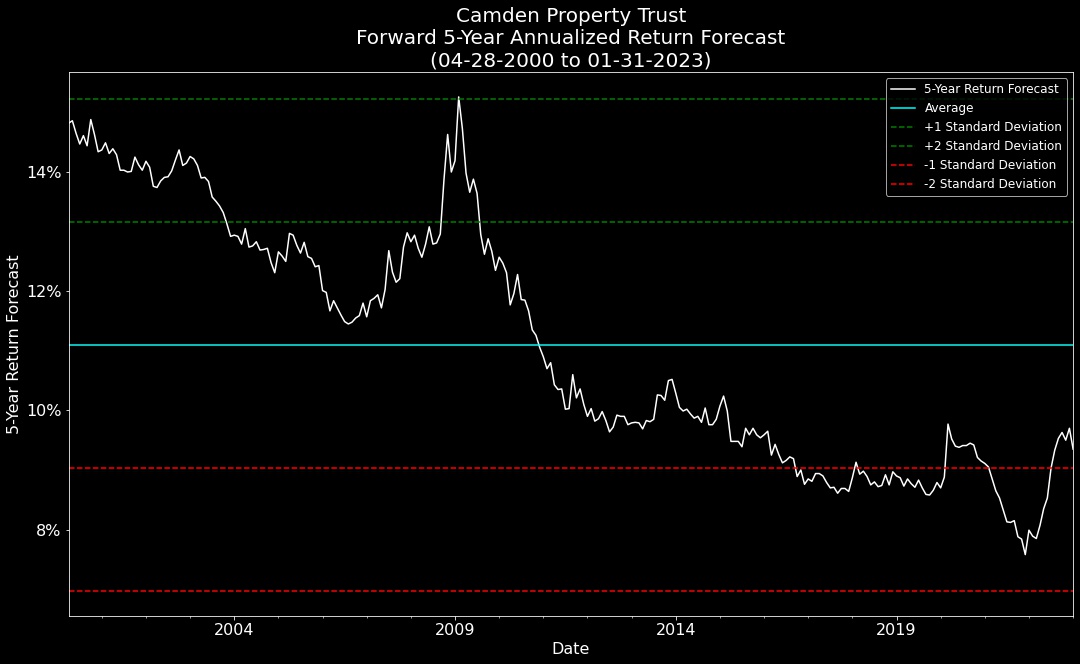 Camden Property Trust
Forward 5-Year Annualized Return Forecast
(04-28-2000 to 01-31-2023)
5-Year Return Forecast
Average
+1 Standard Deviation
+2 Standard Deviation
-1 Standard Deviation
-2 Standard Deviation
14%
12%
10%
8%
5-Year Return Forecast
2004
2009
2014
2019
Date